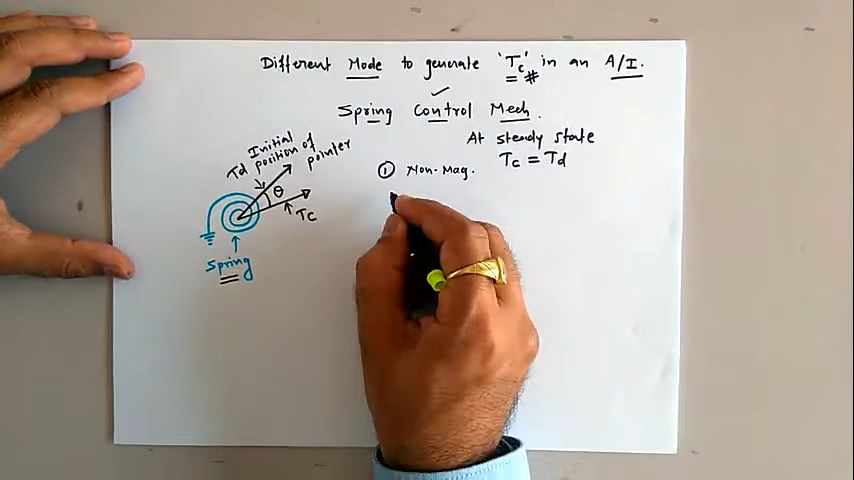 Different Mode to generate 'Tc' in an A/I.
#
Spring Control Mech.
At steady state
Tc = Td
① Non-Mag.
Initial
position of
pointer
Td
θ
Tc
Spring